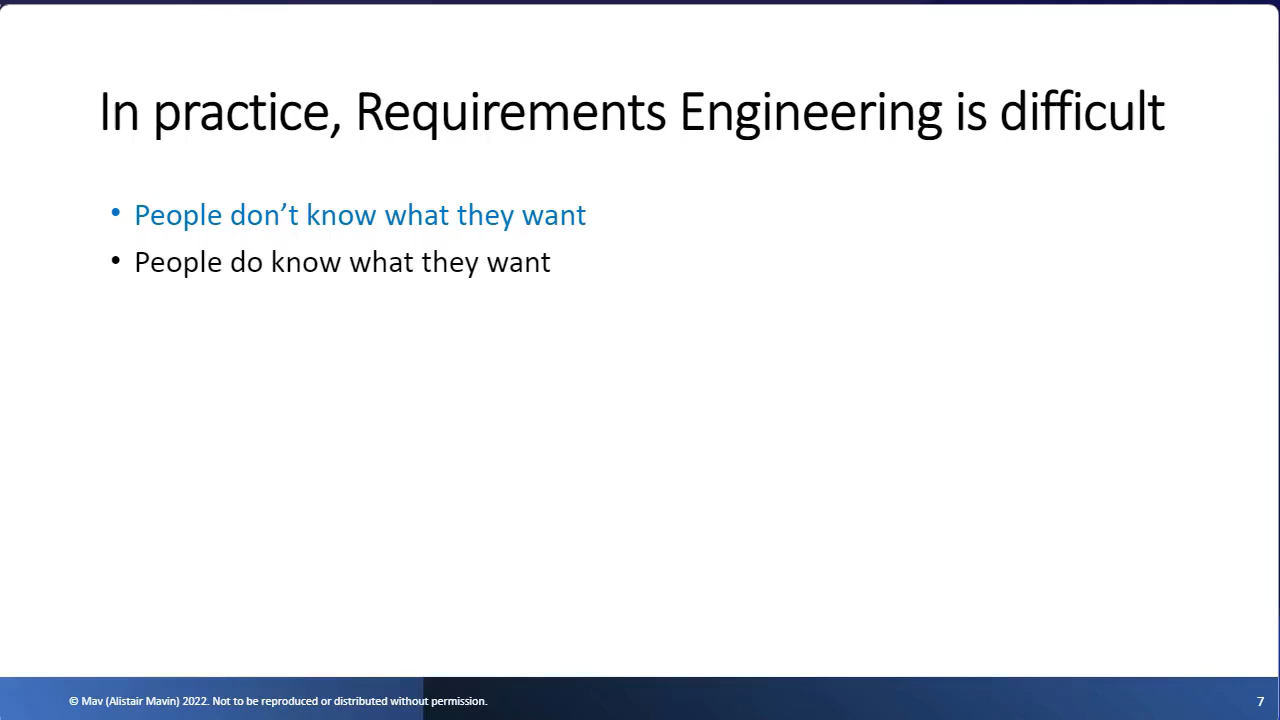 In practice, Requirements Engineering is difficult
• People don’t know what they want
• People do know what they want
© Mav (Alistair Mavin) 2022. Not to be reproduced or distributed without permission.
7